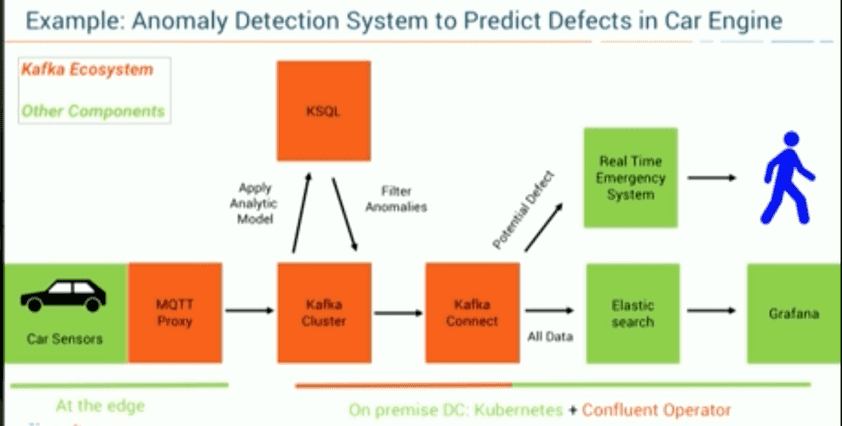 Example: Anomaly Detection System to Predict Defects in Car Engine
Kafka Ecosystem
Other Components
KSQL
Apply
Analytic
Model
Filter
Anomalies
Potential Defect
Real Time
Emergency
System
Car Sensors
MQTT
Proxy
Kafka
Cluster
Kafka
Connect
All Data
Elastic
search
Grafana
At the edge
On premise DC: Kubernetes + Confluent Operator